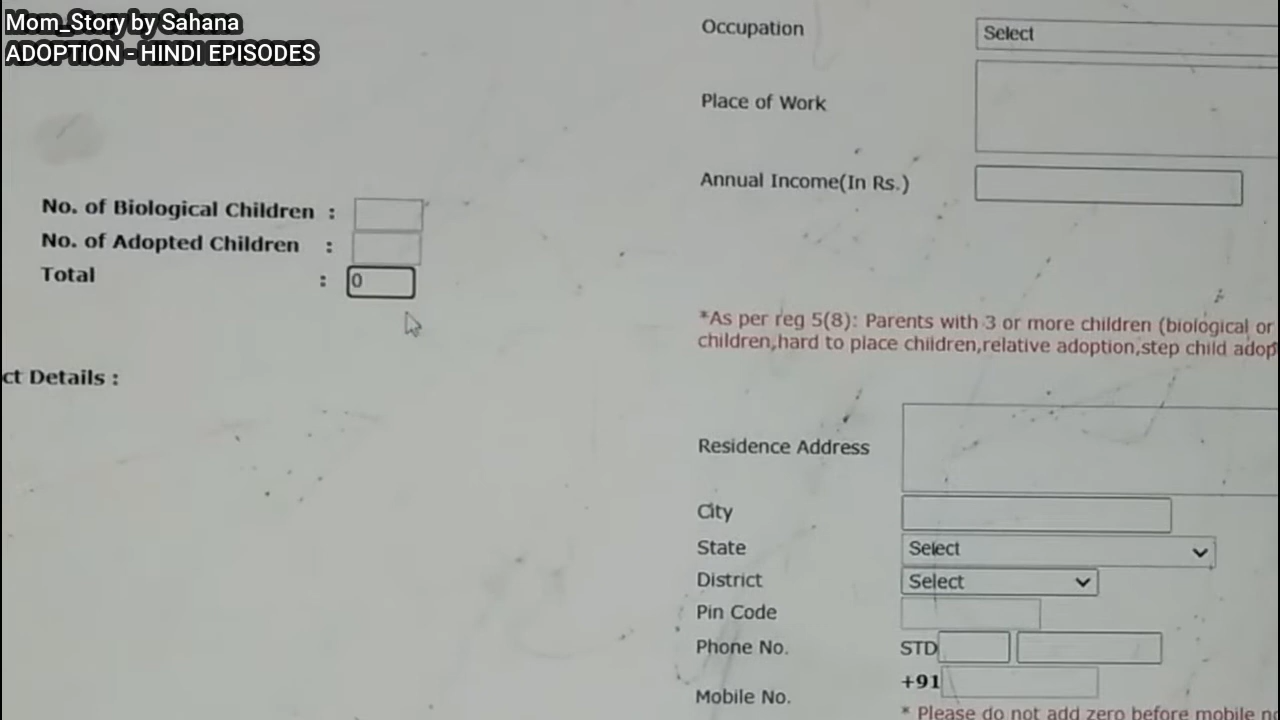 Mom_Story by Sahana
ADOPTION - HINDI EPISODES
Occupation Select
Place of Work
Annual Income(In Rs.)
No. of Biological Children :
No. of Adopted Children :
Total : 0
*As per reg 5(8): Parents with 3 or more children (biological or
children,hard to place children,relative adoption,step child adop
ct Details :
Residence Address
City
State Select
District Select
Pin Code
Phone No. STD
Mobile No. +91
* Please do not add zero before mobile n